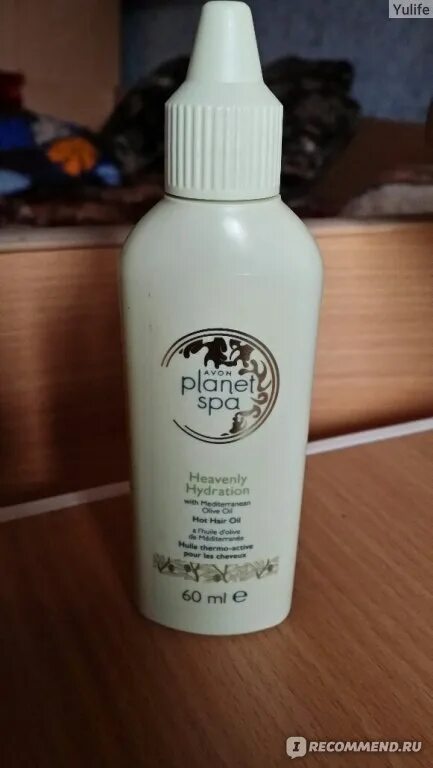 Yulife
AVON
planet
spa
Heavenly
Hydration
with Mediterranean
Olive Oil
Hot Hair Oil
à l'huile d'olive
de Méditerranée
Huile thermo-active
pour les cheveux
60 ml e
I RECOMMEND.RU